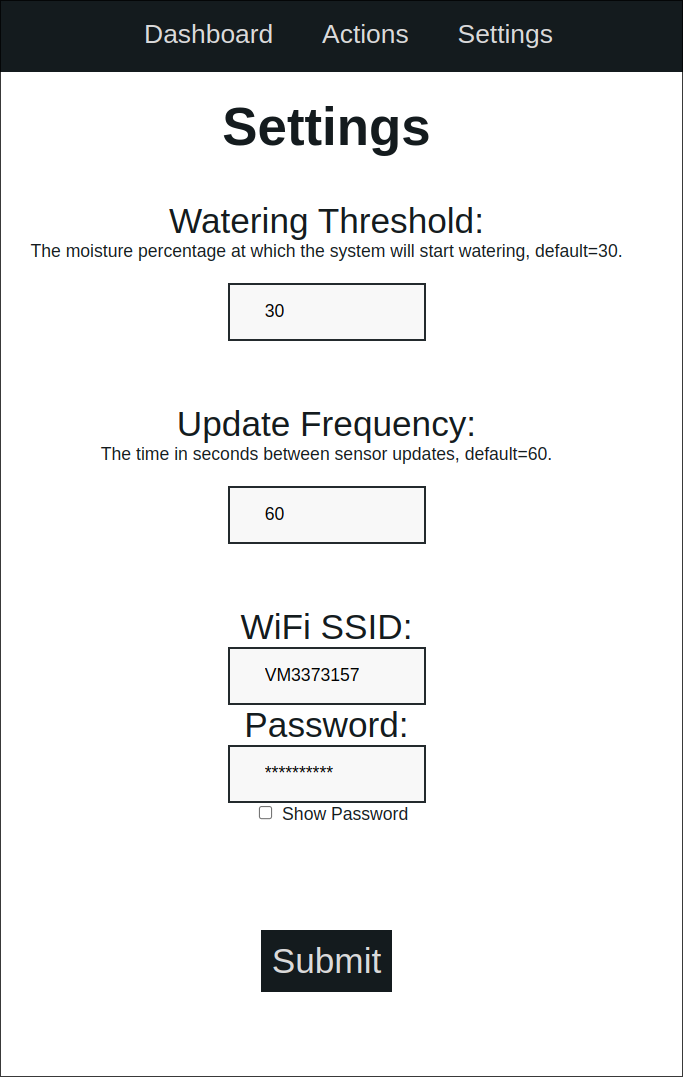 Dashboard Actions Settings
Settings
Watering Threshold:
The moisture percentage at which the system will start watering, default=30.
30
Update Frequency:
The time in seconds between sensor updates, default=60.
60
WiFi SSID:
VM3373157
Password:
**********
Show Password
Submit